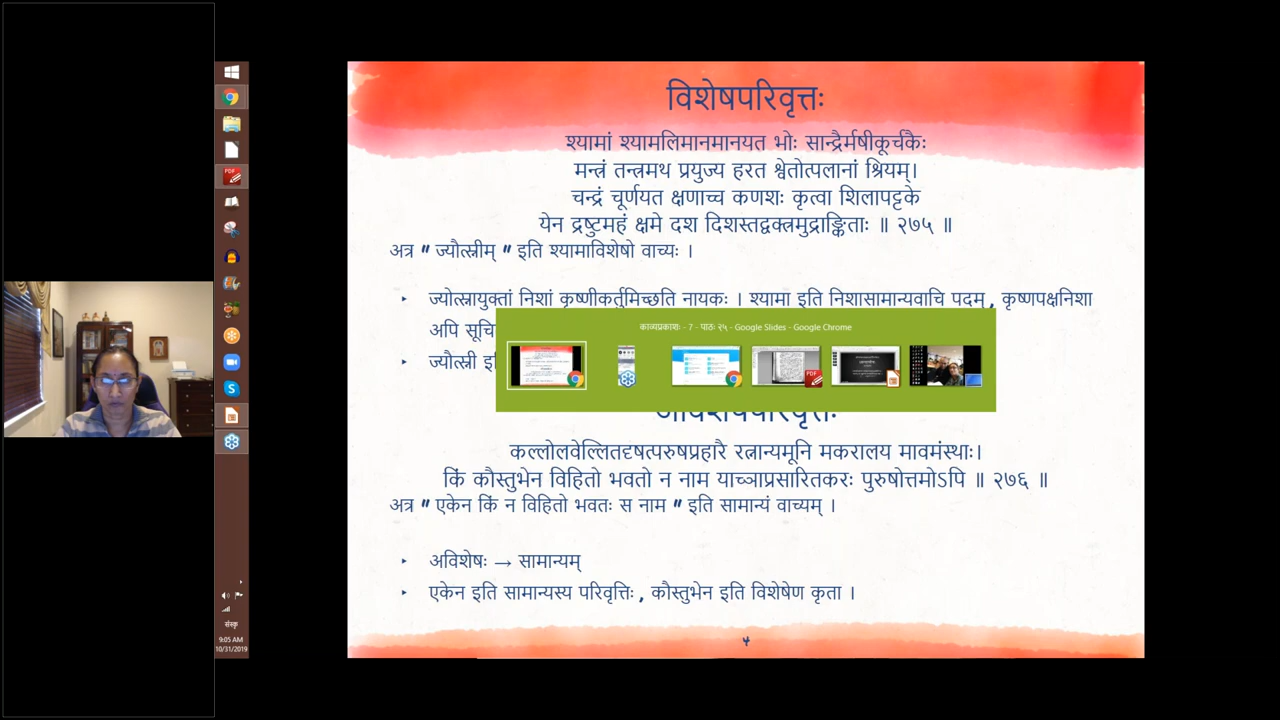 विशेषपरिवृत्तः
श्यामां श्यामलिमानमानयत भोः सान्द्रैर्मषीकूर्चकैः
मन्त्रं तन्त्रमथ प्रयुज्य हरत श्वेतोत्पलानां श्रियम्।
चन्द्रं चूर्णयत क्षणाच्च कणशः कृत्वा शिलापट्टके
येन द्रष्टुमहं क्षमे दश दिशस्तद्वक्त्रमुद्राङ्किताः ॥ २७५ ॥
अत्र " ज्यौत्स्नीम् " इति श्यामाविशेषो वाच्यः ।
‣ ज्योत्स्नायुक्तां निशां कृष्णीकर्तुमिच्छति नायकः । श्यामा इति निशासामान्यवाचि पदम् , कृष्णपक्षनिशा
अपि
काव्यप्रकाशः - 7 - पाठः २५ - Google Slides - Google Chrome
‣ ज्यौत्स्नी
कल्लोलवेल्लितदृषत्परुषप्रहारै रत्नान्यमूनि मकरालय मावमंस्थाः।
किं कौस्तुभेन विहितो भवतो न नाम याच्ञाप्रसारितकरः पुरुषोत्तमोऽपि ॥ २७६ ॥
अत्र " एकेन किं न विहितो भवतः स नाम " इति सामान्यं वाच्यम् ।
‣ अविशेषः → सामान्यम्
‣ एकेन इति सामान्यस्य परिवृत्तिः , कौस्तुभेन इति विशेषेण कृता ।
४
PDF
संस्कृ
9:05 AM
10/31/2019